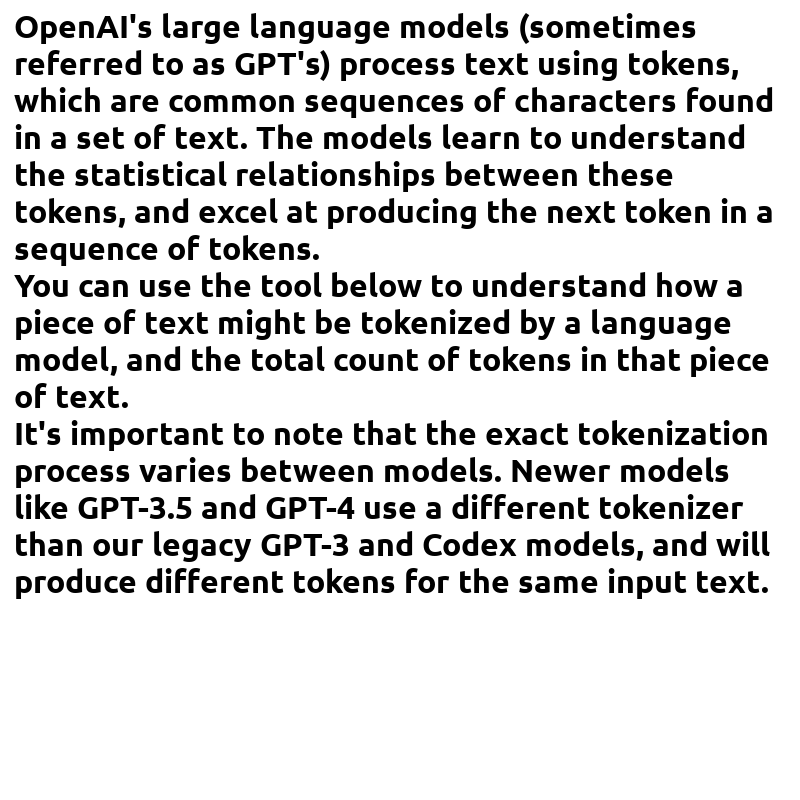 OpenAI's large language models (sometimes
referred to as GPT's) process text using tokens,
which are common sequences of characters found
in a set of text. The models learn to understand
the statistical relationships between these
tokens, and excel at producing the next token in a
sequence of tokens.
You can use the tool below to understand how a
piece of text might be tokenized by a language
model, and the total count of tokens in that piece
of text.
It's important to note that the exact tokenization
process varies between models. Newer models
like GPT-3.5 and GPT-4 use a different tokenizer
than our legacy GPT-3 and Codex models, and will
produce different tokens for the same input text.